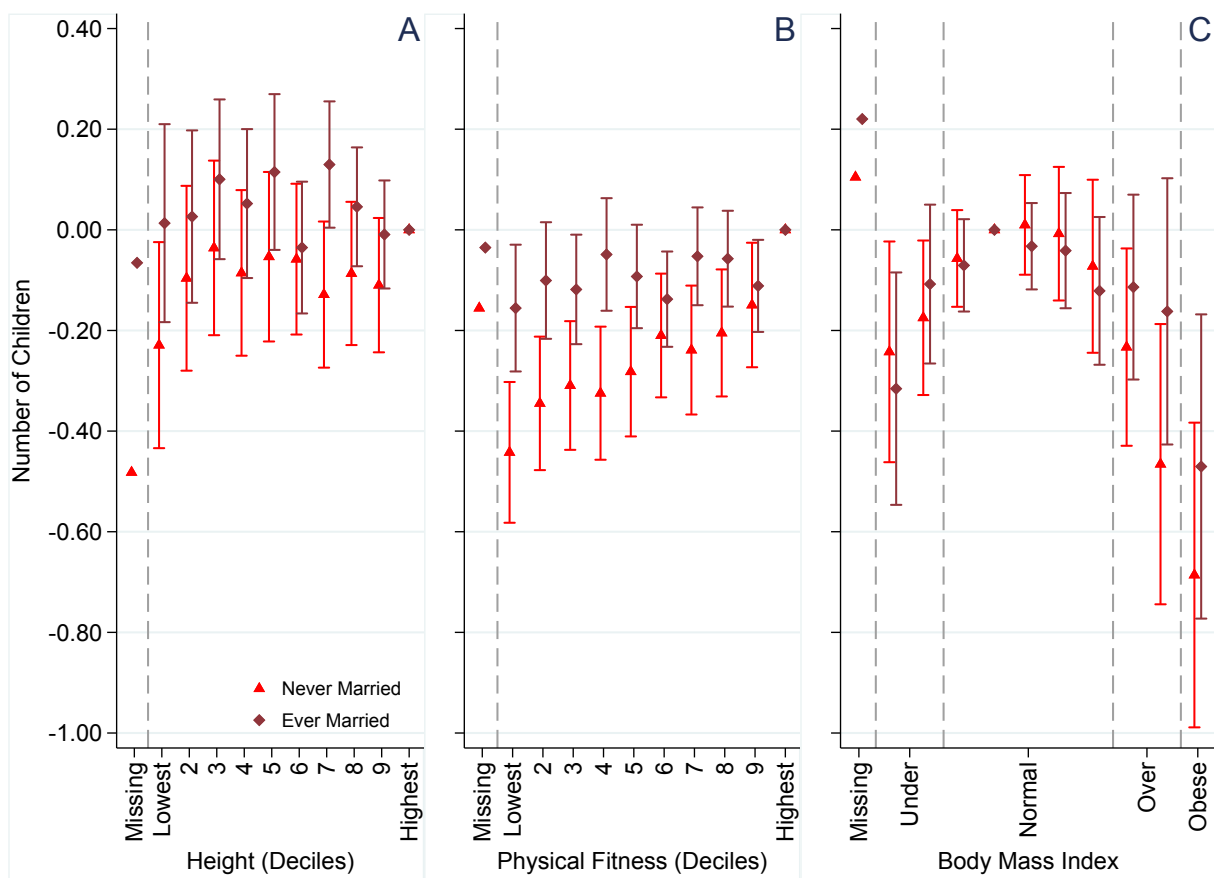 A
B
C
Number of Children
0.40
0.20
0.00
-0.20
-0.40
-0.60
-0.80
-1.00
Never Married
Ever Married
Missing
Lowest
2
3
4
5
6
7
8
9
Highest
Height (Deciles)
Missing
Lowest
2
3
4
5
6
7
8
9
Highest
Physical Fitness (Deciles)
Missing
Under
Normal
Over
Obese
Body Mass Index